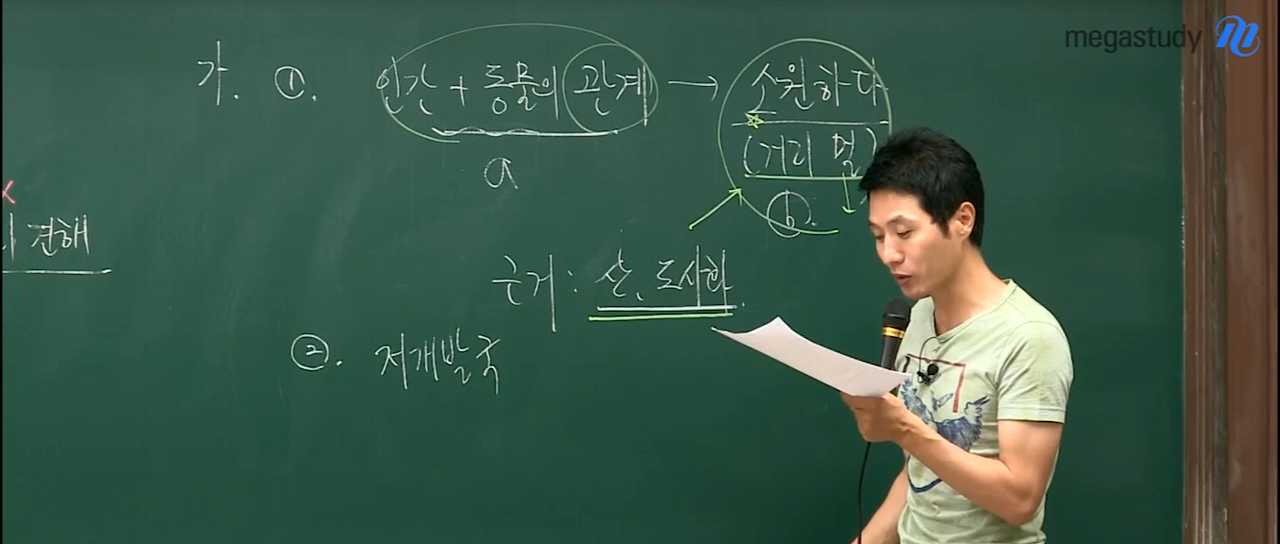 megastudy
가. ①. 인간 + 동물의 관계 → 소원하다
(거리 멀)
a
ⓑ.
견해
근거: 산, 도시화.
②. 저개발국